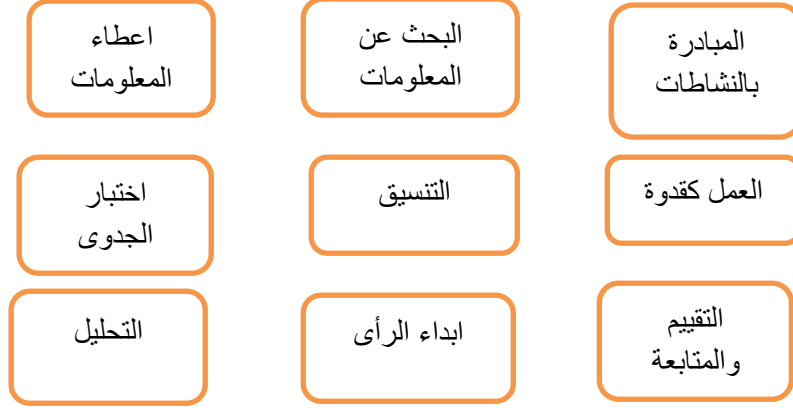 المبادرة
بالنشاطات
البحث عن
المعلومات
اعطاء
المعلومات
العمل كقدوة
التنسيق
اختبار
الجدوى
التقييم
والمتابعة
ابداء الرأى
التحليل